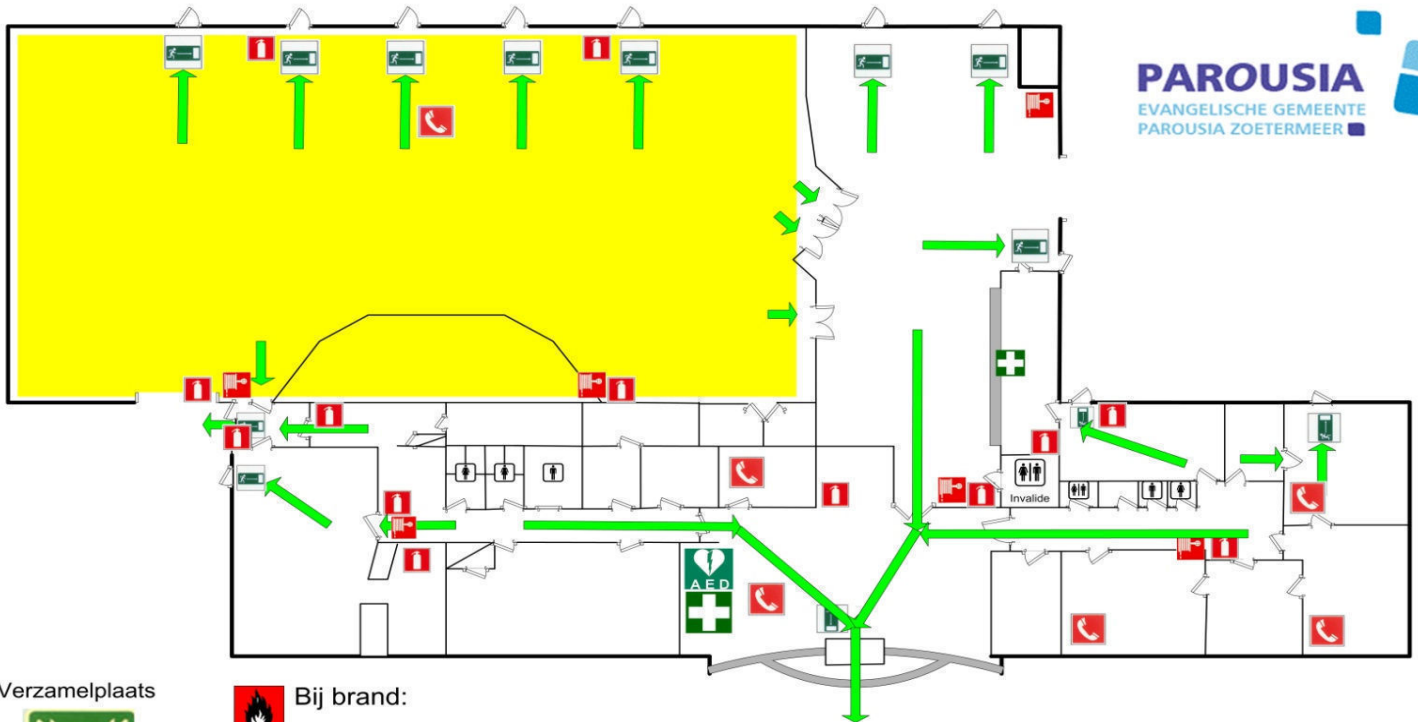 PAROUSIA
EVANGELISCHE GEMEENTE
PAROUSIA ZOETERMEER
Invalide
AED
Verzamelplaats
Bij brand: